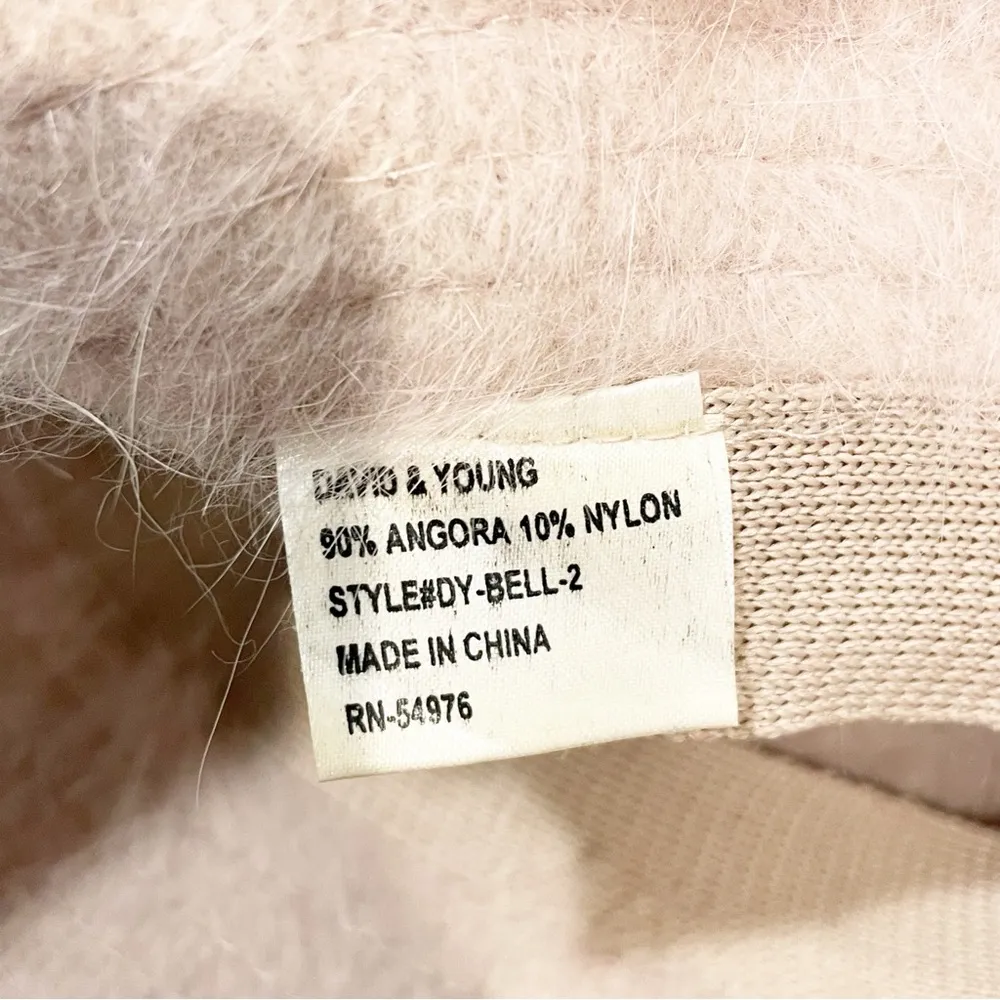 DAVID & YOUNG
90% ANGORA 10% NYLON
STYLE#DY-BELL-2
MADE IN CHINA
RN-54976